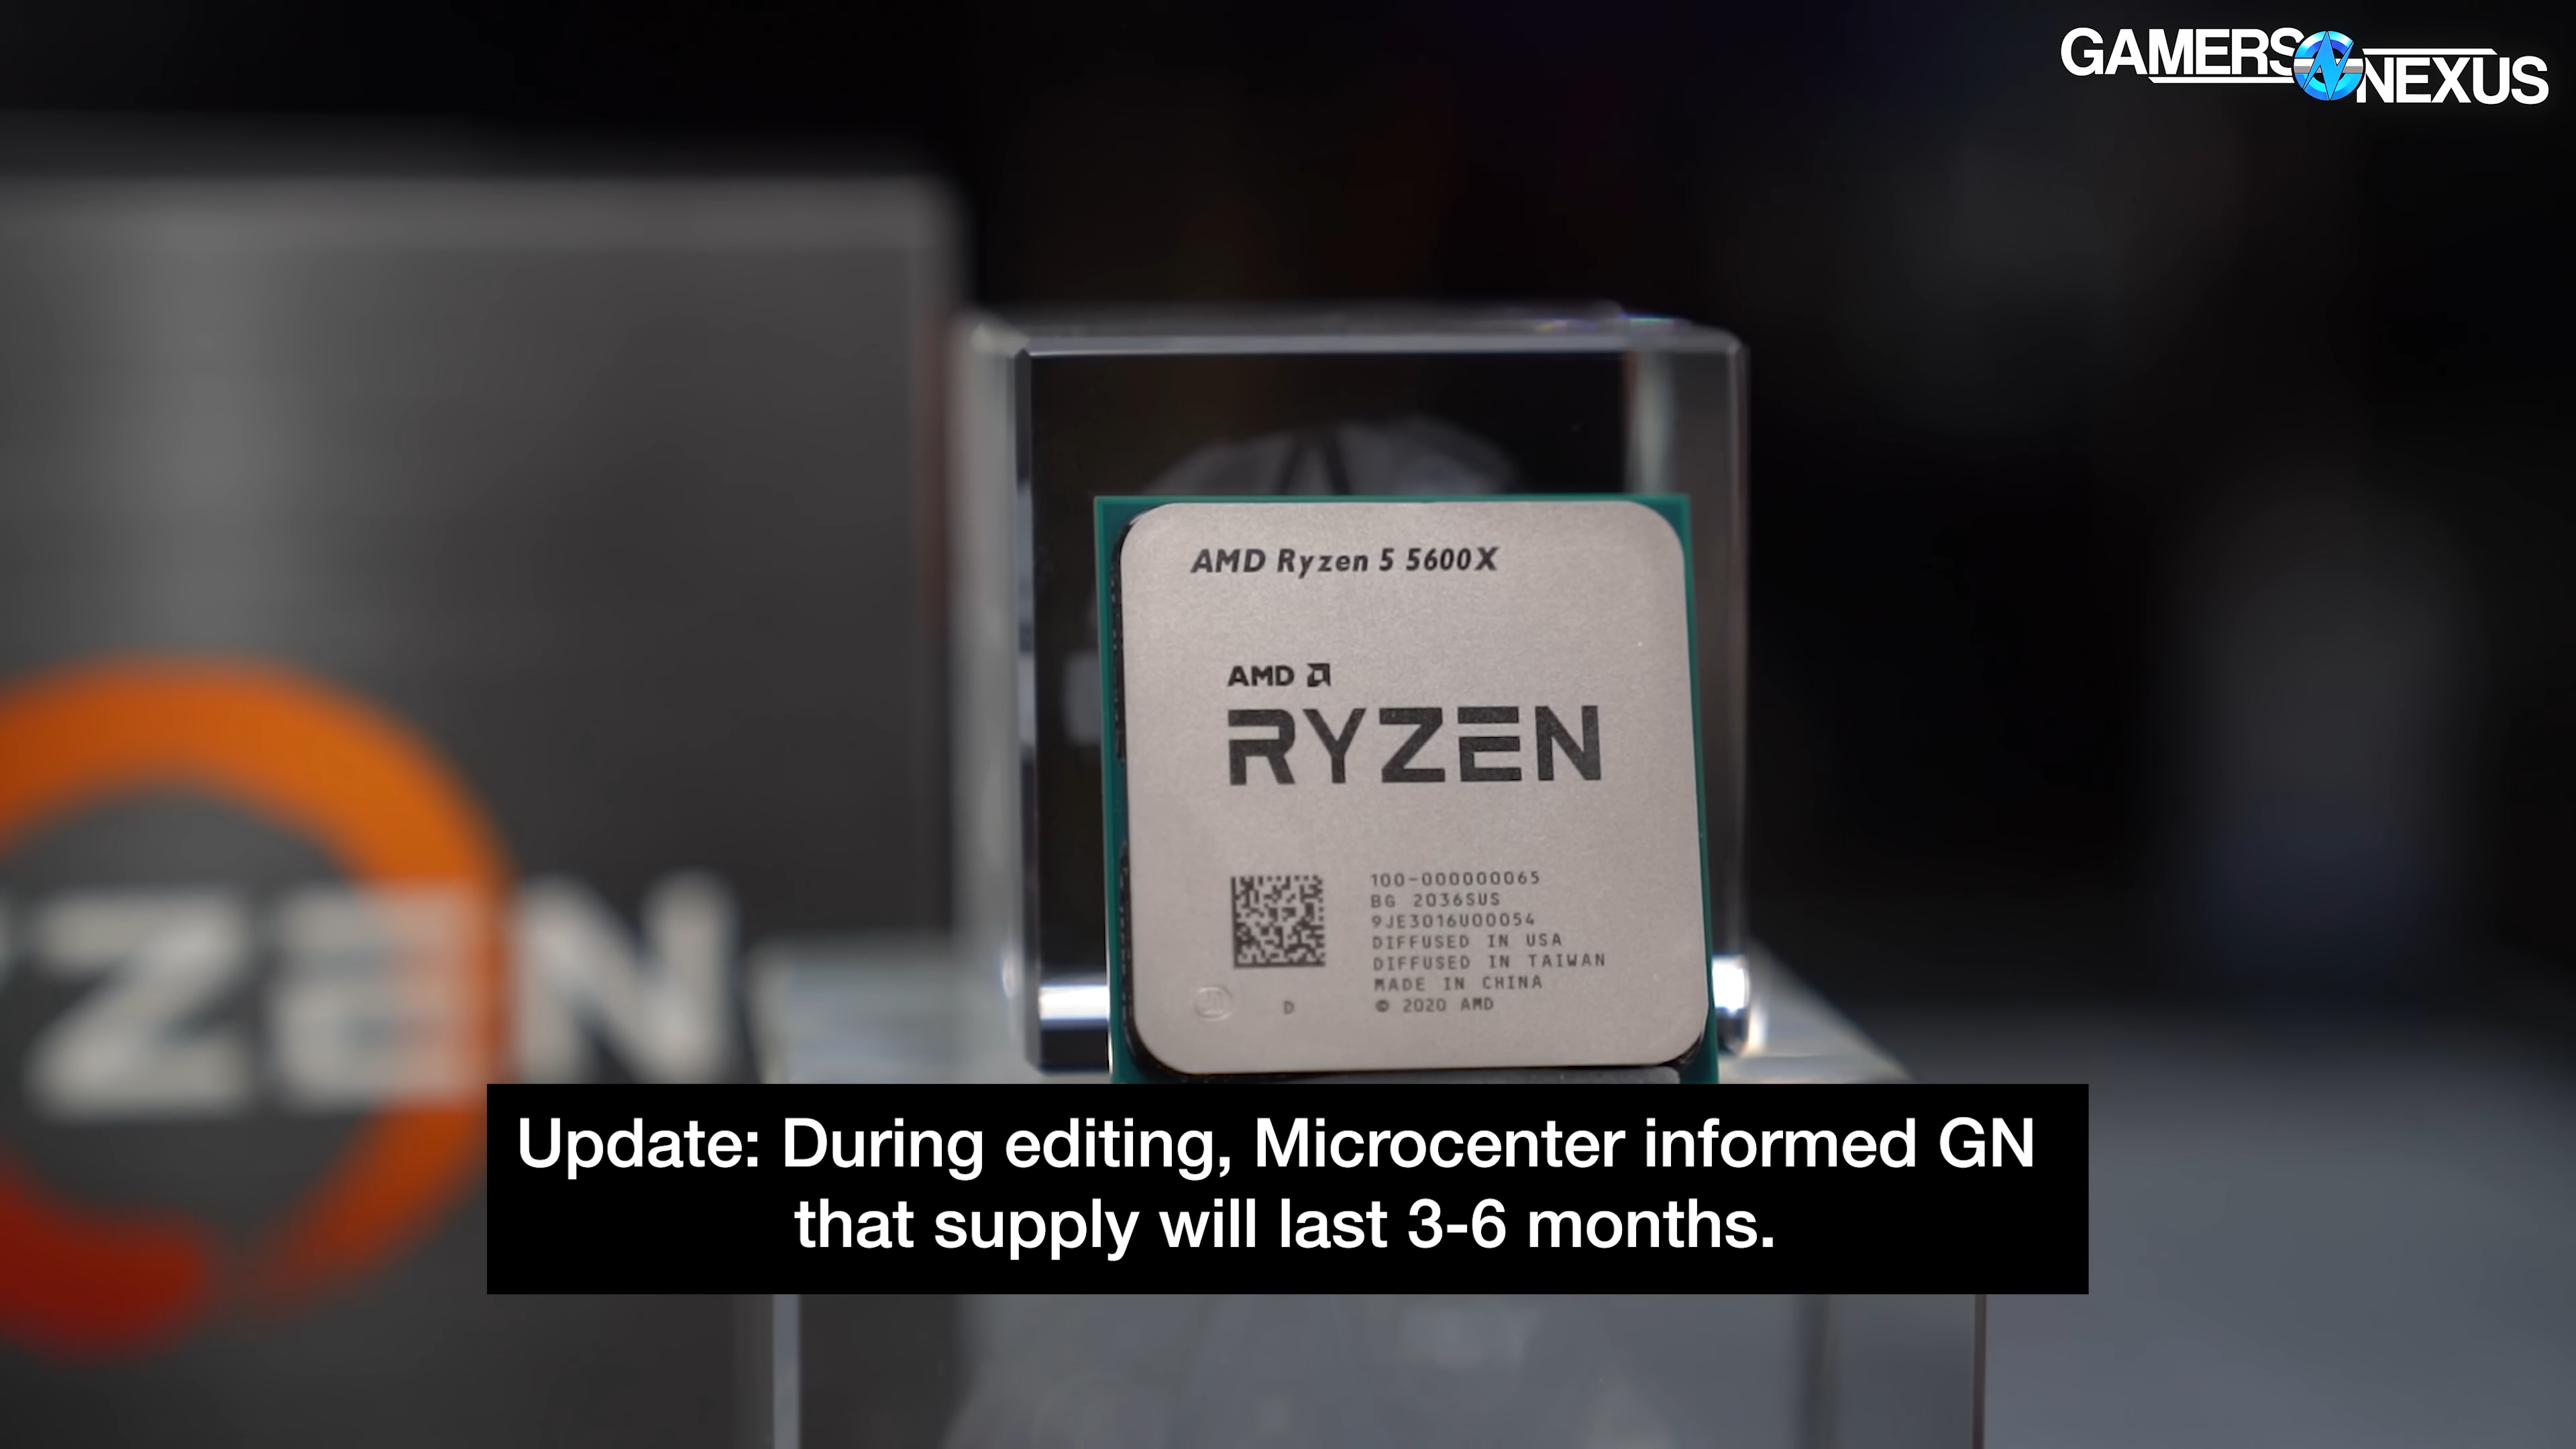 GAMERS NEXUS
AMD Ryzen 5 5600X
AMD
RYZEN
100-000000065
BG 2036SUS
9JE3016U00054
DIFFUSED IN USA
DIFFUSED IN TAIWAN
MADE IN CHINA
© 2020 AMD
D
ZEN
Update: During editing, Microcenter informed GN
that supply will last 3-6 months.